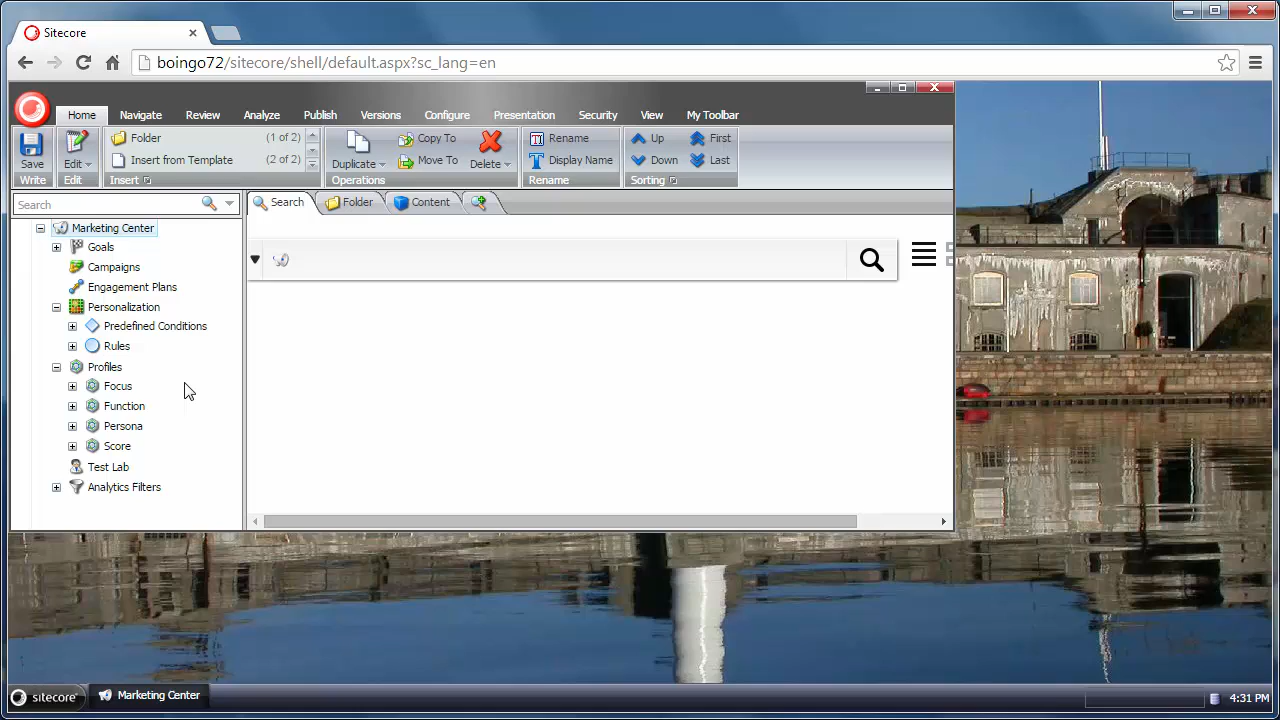 Sitecore
boingo72/sitecore/shell/default.aspx?sc_lang=en
Home Navigate Review Analyze Publish Versions Configure Presentation Security View My Toolbar
Save
Write
Edit
Edit
Folder (1 of 2)
Insert from Template (2 of 2)
Insert
Duplicate
Copy To
Move To
Delete
Operations
Rename
Display Name
Rename
Up First
Down Last
Sorting
Search
Search Folder Content
Marketing Center
Goals
Campaigns
Engagement Plans
Personalization
Predefined Conditions
Rules
Profiles
Focus
Function
Persona
Score
Test Lab
Analytics Filters
sitecore Marketing Center 4:31 PM